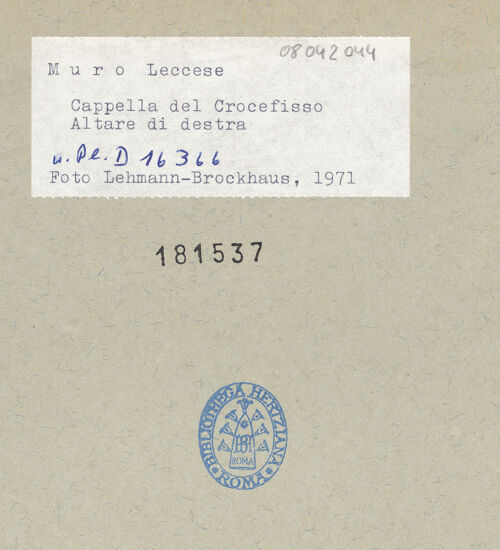 08042044
Muro Leccese
Cappella del Crocefisso
Altare di destra
u. Pl. D 16366
Foto Lehmann-Brockhaus, 1971
181537
BIBLIOTHECA HERTZIANA
ROMA
ROMA